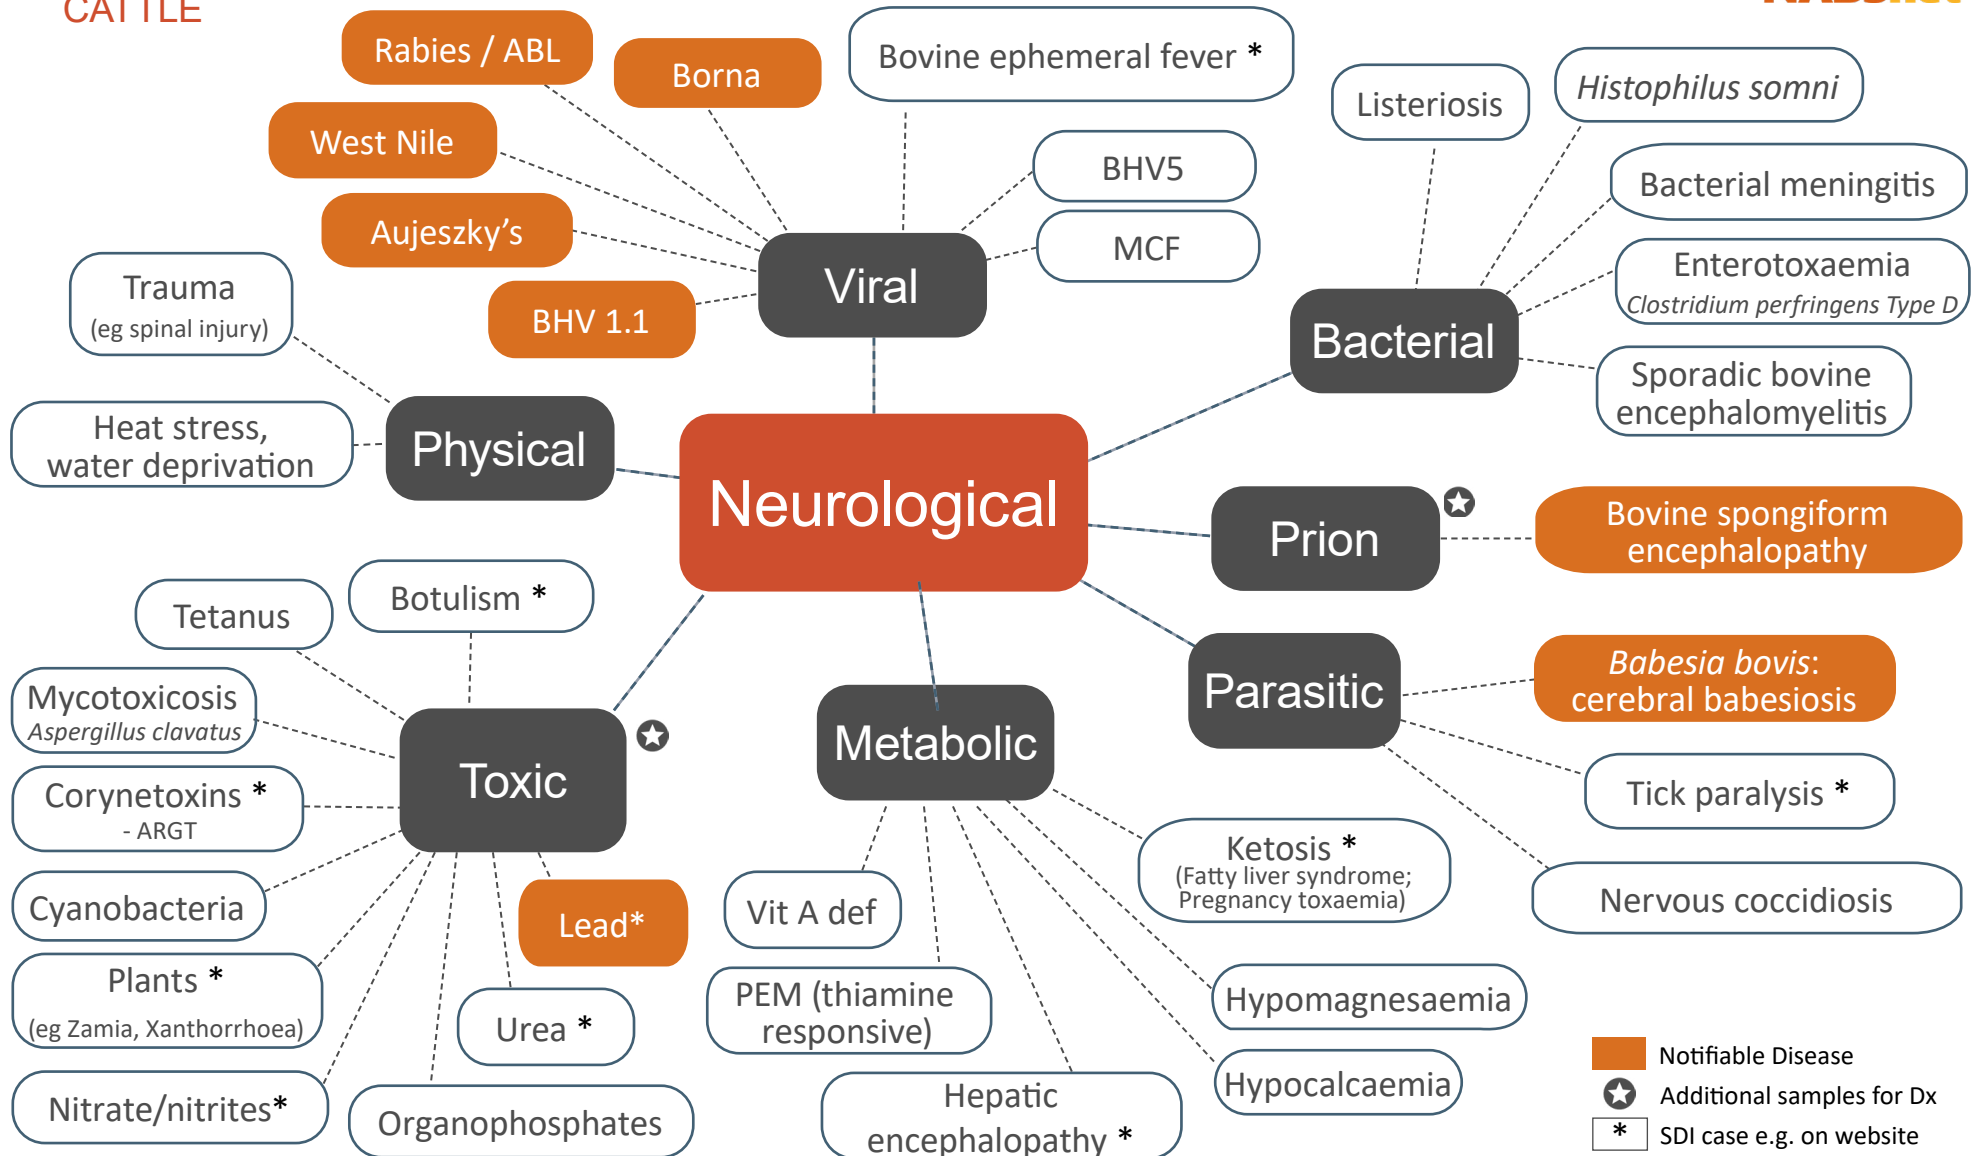 CATTLE
Rabies / ABL
Borna
Bovine ephemeral fever *
West Nile
BHV5
Aujeszky's
MCF
BHV 1.1
Viral
Listeriosis
Histophilus somni
Bacterial meningitis
Enterotoxaemia
Clostridium perfringens Type D
Sporadic bovine
encephalomyelitis
Bacterial
Trauma
(eg spinal injury)
Heat stress,
water deprivation
Physical
Neurological
Prion
Bovine spongiform
encephalopathy
Parasitic
Babesia bovis:
cerebral babesiosis
Tick paralysis *
Nervous coccidiosis
Tetanus
Botulism *
Mycotoxicosis
Aspergillus clavatus
Corynetoxins *
- ARGT
Toxic
Cyanobacteria
Lead*
Plants *
(eg Zamia, Xanthorrhoea)
Urea *
Nitrate/nitrites*
Organophosphates
Metabolic
Vit A def
Ketosis *
(Fatty liver syndrome;
Pregnancy toxaemia)
PEM (thiamine
responsive)
Hypomagnesaemia
Hypocalcaemia
Hepatic
encephalopathy *
Notifiable Disease
Additional samples for Dx
* SDI case e.g. on website